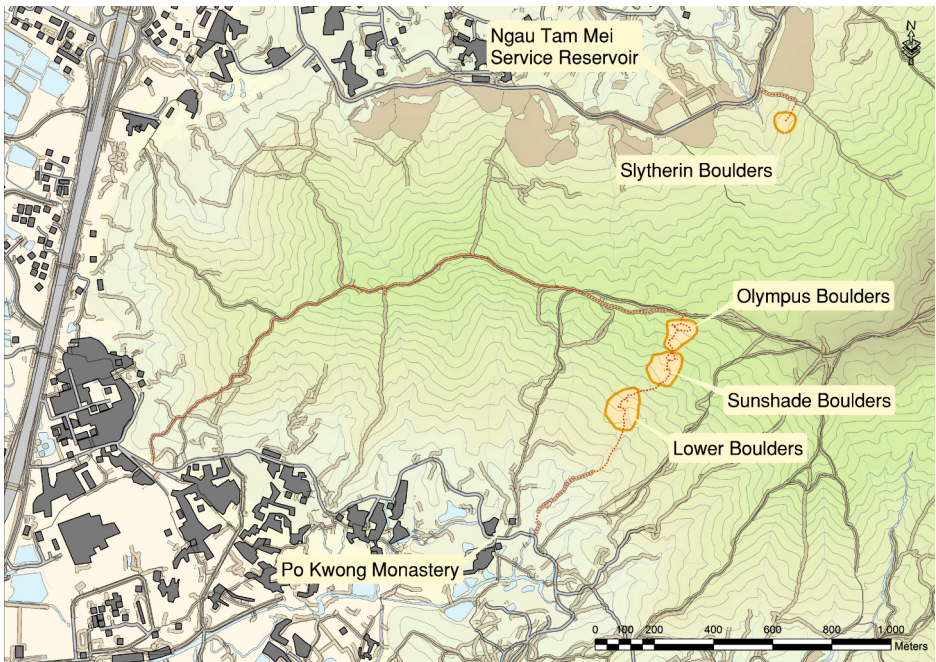 Ngau Tam Mei
Service Reservoir
N
Slytherin Boulders
Olympus Boulders
Sunshade Boulders
Lower Boulders
Po Kwong Monastery
0 100 200 400 600 800 1,000
Meters